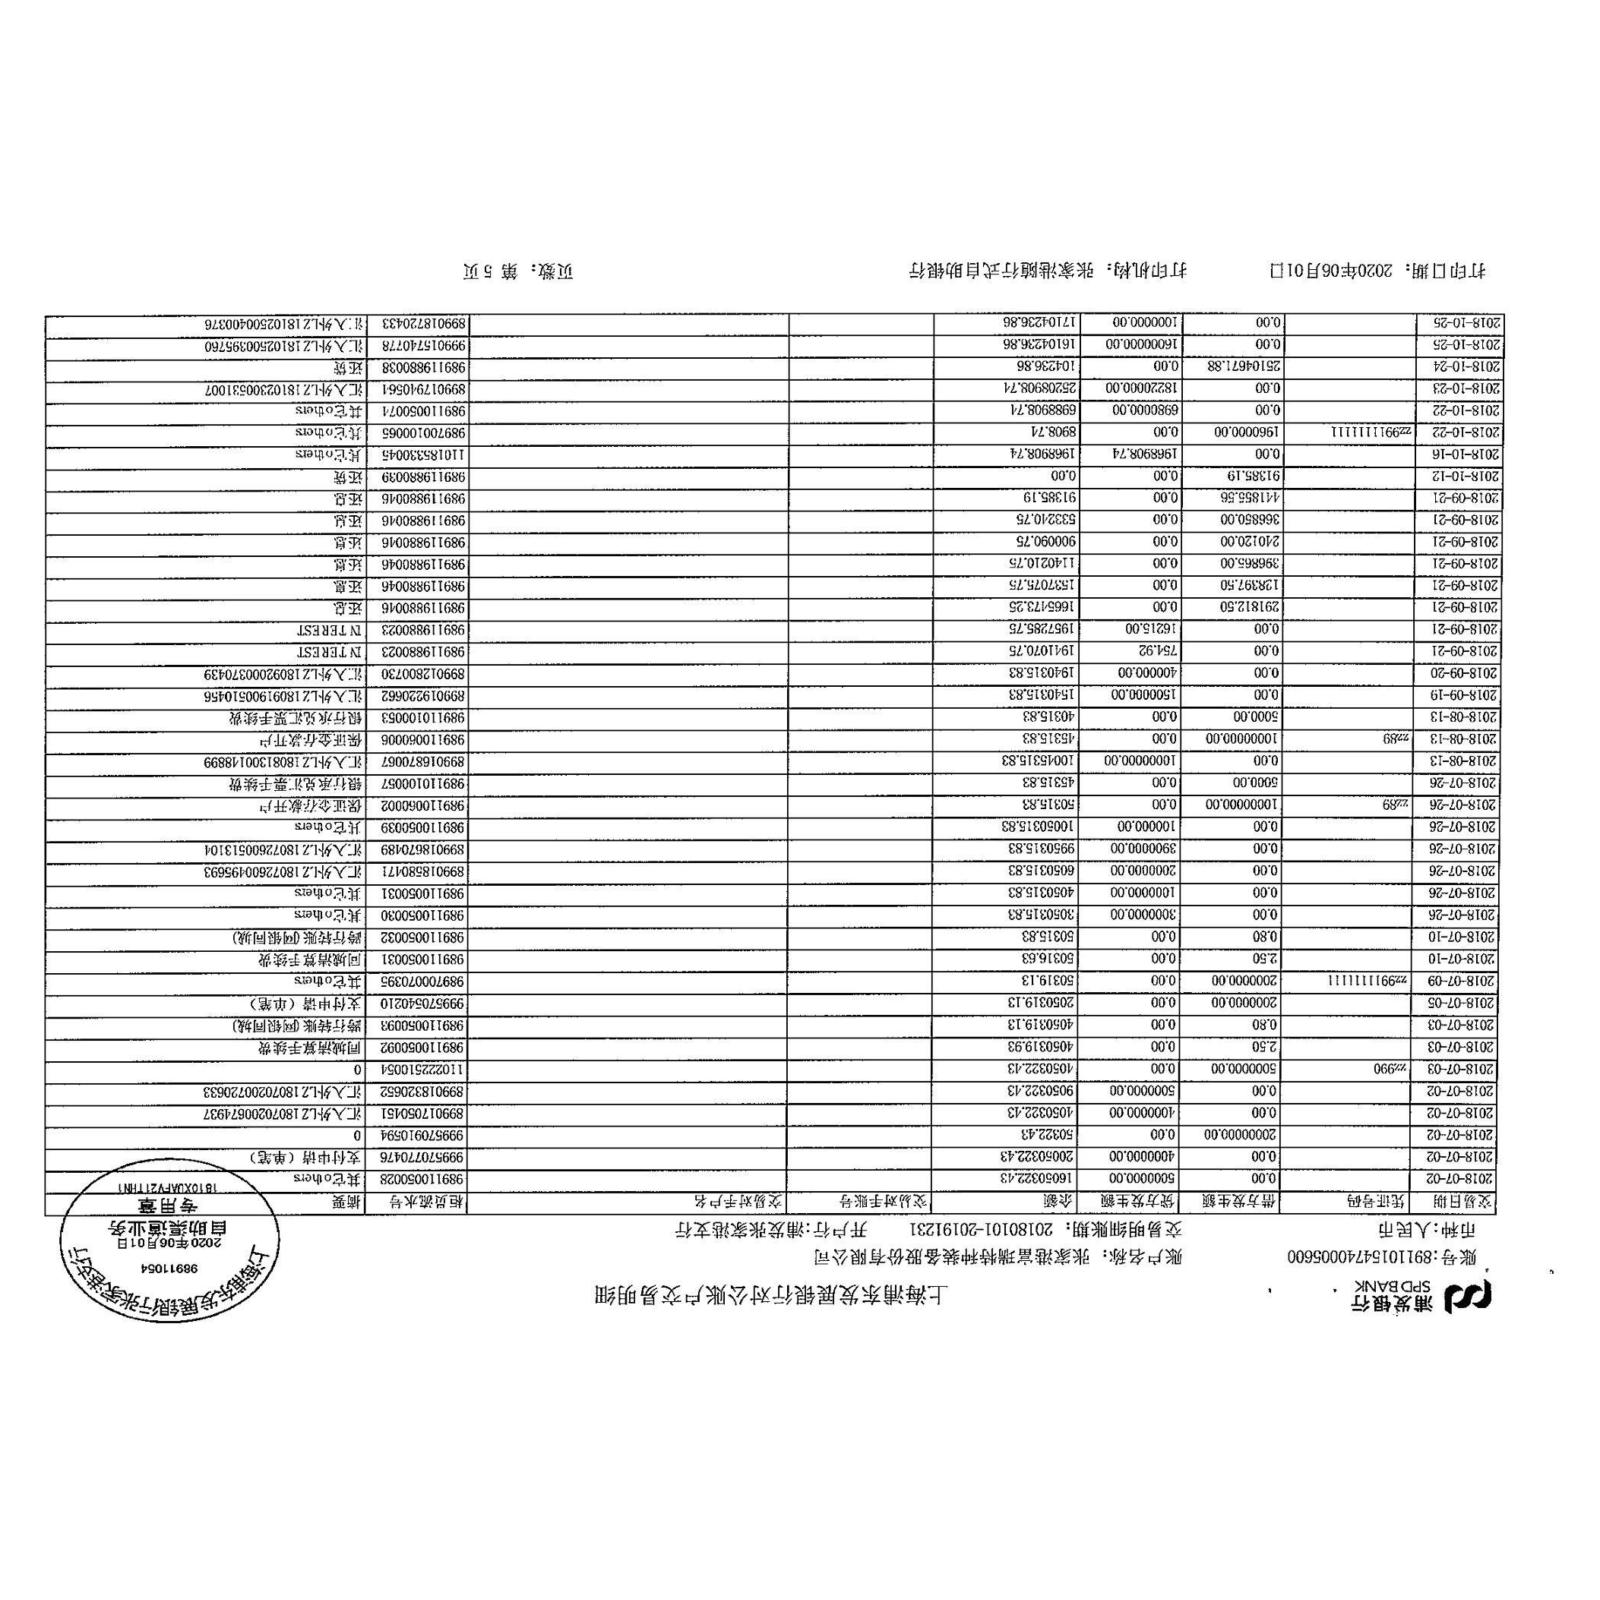 浦发银行
SPD BANK
上海浦东发展银行对公账户交易明细
账号:89110154740005600 账户名称：张家港富瑞特种装备股份有限公司
币种:人民币 交易明细账期：20180101-20191231 开户行:浦发张家港支行
上海浦东发展银行张家港支行
98911054
2020年06月01日
自助渠道业务
专用章
1B10XUAFV21THN1
交易日期 凭证号码 借方发生额 贷方发生额 余额 交易对手账号 交易对手户名 柜员流水号 摘要
2018-07-02 0.00 5000000.00 16050322.43 989110050028 其它others
2018-07-02 0.00 4000000.00 20050322.43 999570770476 支付申请（单笔）
2018-07-02 20000000.00 0.00 50322.43 999570910594 0
2018-07-02 0.00 4000000.00 4050322.43 899017050451 汇入外LZ180702000674937
2018-07-02 0.00 5000000.00 9050322.43 899018320652 汇入外LZ180702000720633
2018-07-03 zz990 5000000.00 0.00 4050322.43 110222510054 0
2018-07-03 2.50 0.00 4050319.93 989110050092 同城清算手续费
2018-07-03 0.80 0.00 4050319.13 989110050093 跨行转账(网银同城)
2018-07-05 2000000.00 0.00 2050319.13 999570540210 支付申请（单笔）
2018-07-09 zz9911111111 2000000.00 0.00 50319.13 989700070395 其它others
2018-07-10 2.50 0.00 50316.63 989110050031 同城清算手续费
2018-07-10 0.80 0.00 50315.83 989110050032 跨行转账(网银同城)
2018-07-26 0.00 3000000.00 3050315.83 989110050030 其它others
2018-07-26 0.00 1000000.00 4050315.83 989110050031 其它others
2018-07-26 0.00 2000000.00 6050315.83 899018580471 汇入外LZ180726000495693
2018-07-26 0.00 3900000.00 9950315.83 899018670489 汇入外LZ180726000513104
2018-07-26 0.00 100000.00 10050315.83 989110050039 其它others
2018-07-26 zz89 10000000.00 0.00 50315.83 989110060002 保证金存款开户
2018-07-26 5000.00 0.00 45315.83 989110100057 银行承兑汇票手续费
2018-08-13 0.00 10000000.00 10045315.83 899016870067 汇入外LZ180813000148899
2018-08-13 zz89 10000000.00 0.00 45315.83 989110060006 保证金存款开户
2018-08-13 5000.00 0.00 40315.83 989110100053 银行承兑汇票手续费
2018-09-19 0.00 1500000.00 1540315.83 899019220662 汇入外LZ180919000510456
2018-09-20 0.00 400000.00 1940315.83 899012800730 汇入外LZ180920000370439
2018-09-21 0.00 754.92 1941070.75 989119880023 INTEREST
2018-09-21 0.00 16215.00 1957285.75 989119880023 INTEREST
2018-09-21 291812.50 0.00 1665473.25 989119880046 还息
2018-09-21 128397.50 0.00 1537075.75 989119880046 还息
2018-09-21 396865.00 0.00 1140210.75 989119880046 还息
2018-09-21 240120.00 0.00 900090.75 989119880046 还息
2018-09-21 366850.00 0.00 533240.75 989119880046 还息
2018-09-21 441855.56 0.00 91385.19 989119880046 还息
2018-10-12 91385.19 0.00 0.00 989119880039 还贷
2018-10-16 0.00 1968908.74 1968908.74 110185330045 其它others
2018-10-22 zz9911111111 1960000.00 0.00 8908.74 989700100065 其它others
2018-10-22 0.00 6980000.00 6988908.74 989110050074 其它others
2018-10-23 0.00 18220000.00 25208908.74 899017940561 汇入外LZ181023000531007
2018-10-24 25104671.88 0.00 104236.86 989119880038 还贷
2018-10-25 0.00 16000000.00 16104236.86 999015740778 汇入外LZ181025000395760
2018-10-25 0.00 1000000.00 17104236.86 899018720433 汇入外LZ181025000400376
打印日期：2020年06月01日 打印机构：张家港随行式自助银行 页数：第 5 页